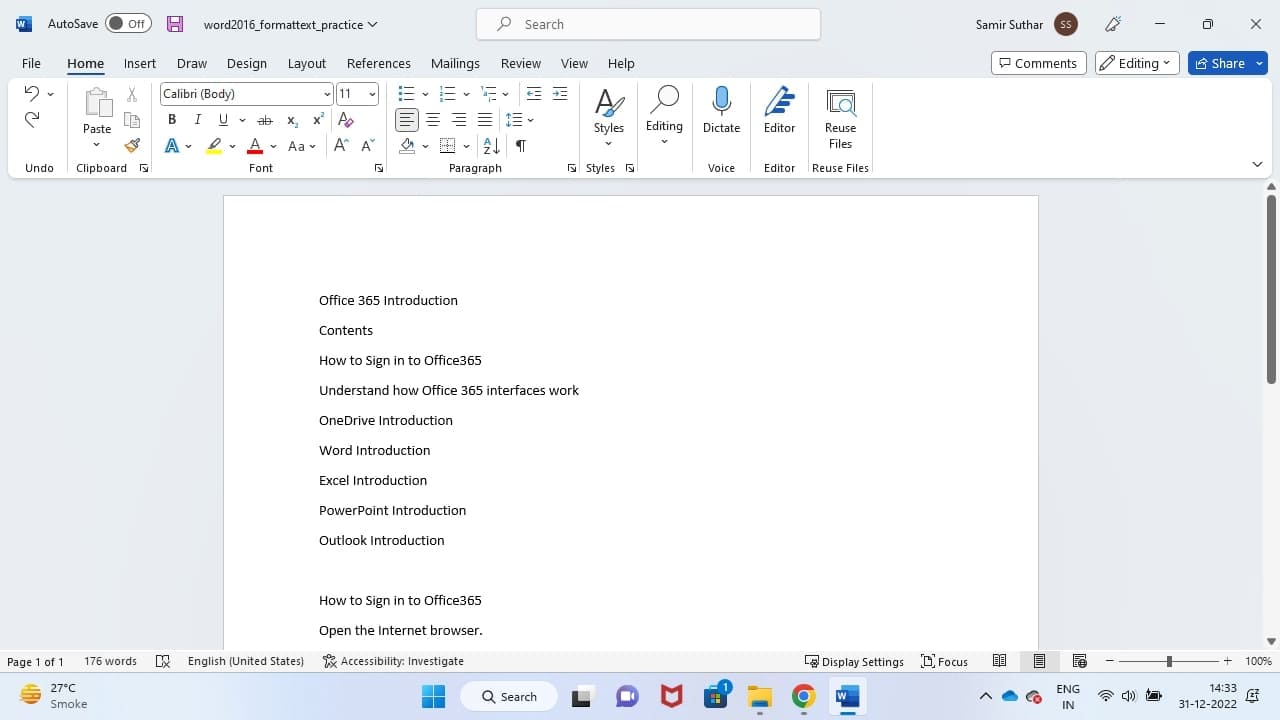 AutoSave Off word2016_formattext_practice Search Samir Suthar SS
File Home Insert Draw Design Layout References Mailings Review View Help Comments Editing Share
Calibri (Body) 11
Paste Styles Editing Dictate Editor Reuse Files
B I U ab x₂ x² A
A A Aa A A A Z
Undo Clipboard Font Paragraph Styles Voice Editor Reuse Files
Office 365 Introduction
Contents
How to Sign in to Office365
Understand how Office 365 interfaces work
OneDrive Introduction
Word Introduction
Excel Introduction
PowerPoint Introduction
Outlook Introduction
How to Sign in to Office365
Open the Internet browser.
Page 1 of 1 176 words English (United States) Accessibility: Investigate Display Settings Focus 100%
27°C
Smoke
Search
1
ENG
IN
14:33
31-12-2022